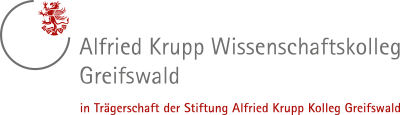 Alfried Krupp Wissenschaftskolleg
Greifswald
in Trägerschaft der Stiftung Alfried Krupp Kolleg Greifswald